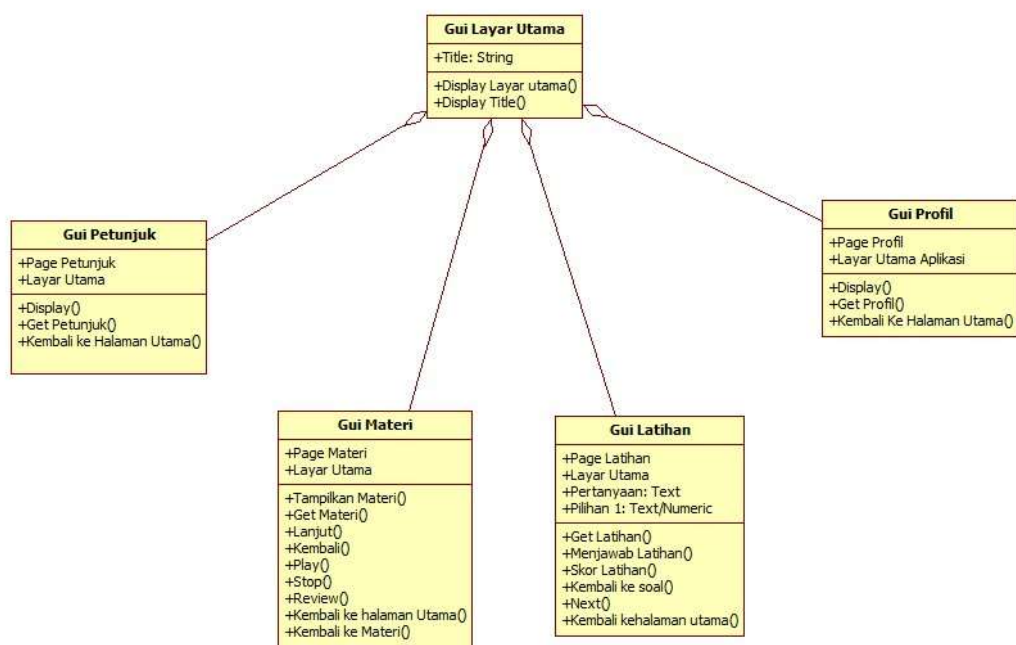 Gui Layar Utama
+Title: String
+Display Layar utama()
+Display Title()
Gui Petunjuk
+Page Petunjuk
+Layar Utama
+Display()
+Get Petunjuk()
+Kembali ke Halaman Utama()
Gui Profil
+Page Profil
+Layar Utama Aplikasi
+Display()
+Get Profil()
+Kembali Ke Halaman Utama()
Gui Materi
+Page Materi
+Layar Utama
+Tampilkan Materi()
+Get Materi()
+Lanjut()
+Kembali()
+Play()
+Stop()
+Review()
+Kembali ke halaman Utama()
+Kembali ke Materi()
Gui Latihan
+Page Latihan
+Layar Utama
+Pertanyaan: Text
+Pilihan 1: Text/Numeric
+Get Latihan()
+Menjawab Latihan()
+Skor Latihan()
+Kembali ke soal()
+Next()
+Kembali kehalaman utama()